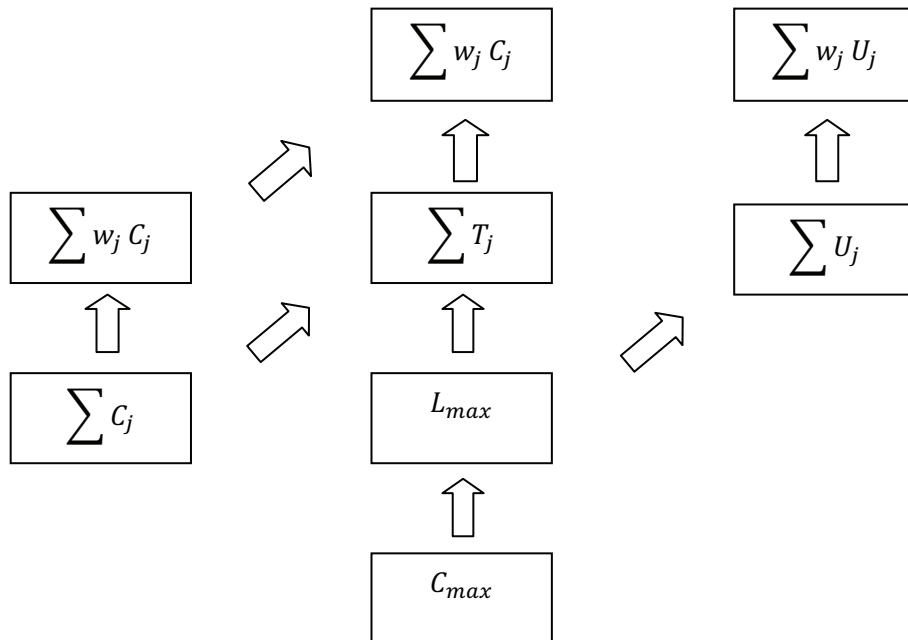 ∑ w_j C_j
∑ w_j U_j
∑ w_j C_j
∑ T_j
∑ U_j
∑ C_j
L_max
C_max